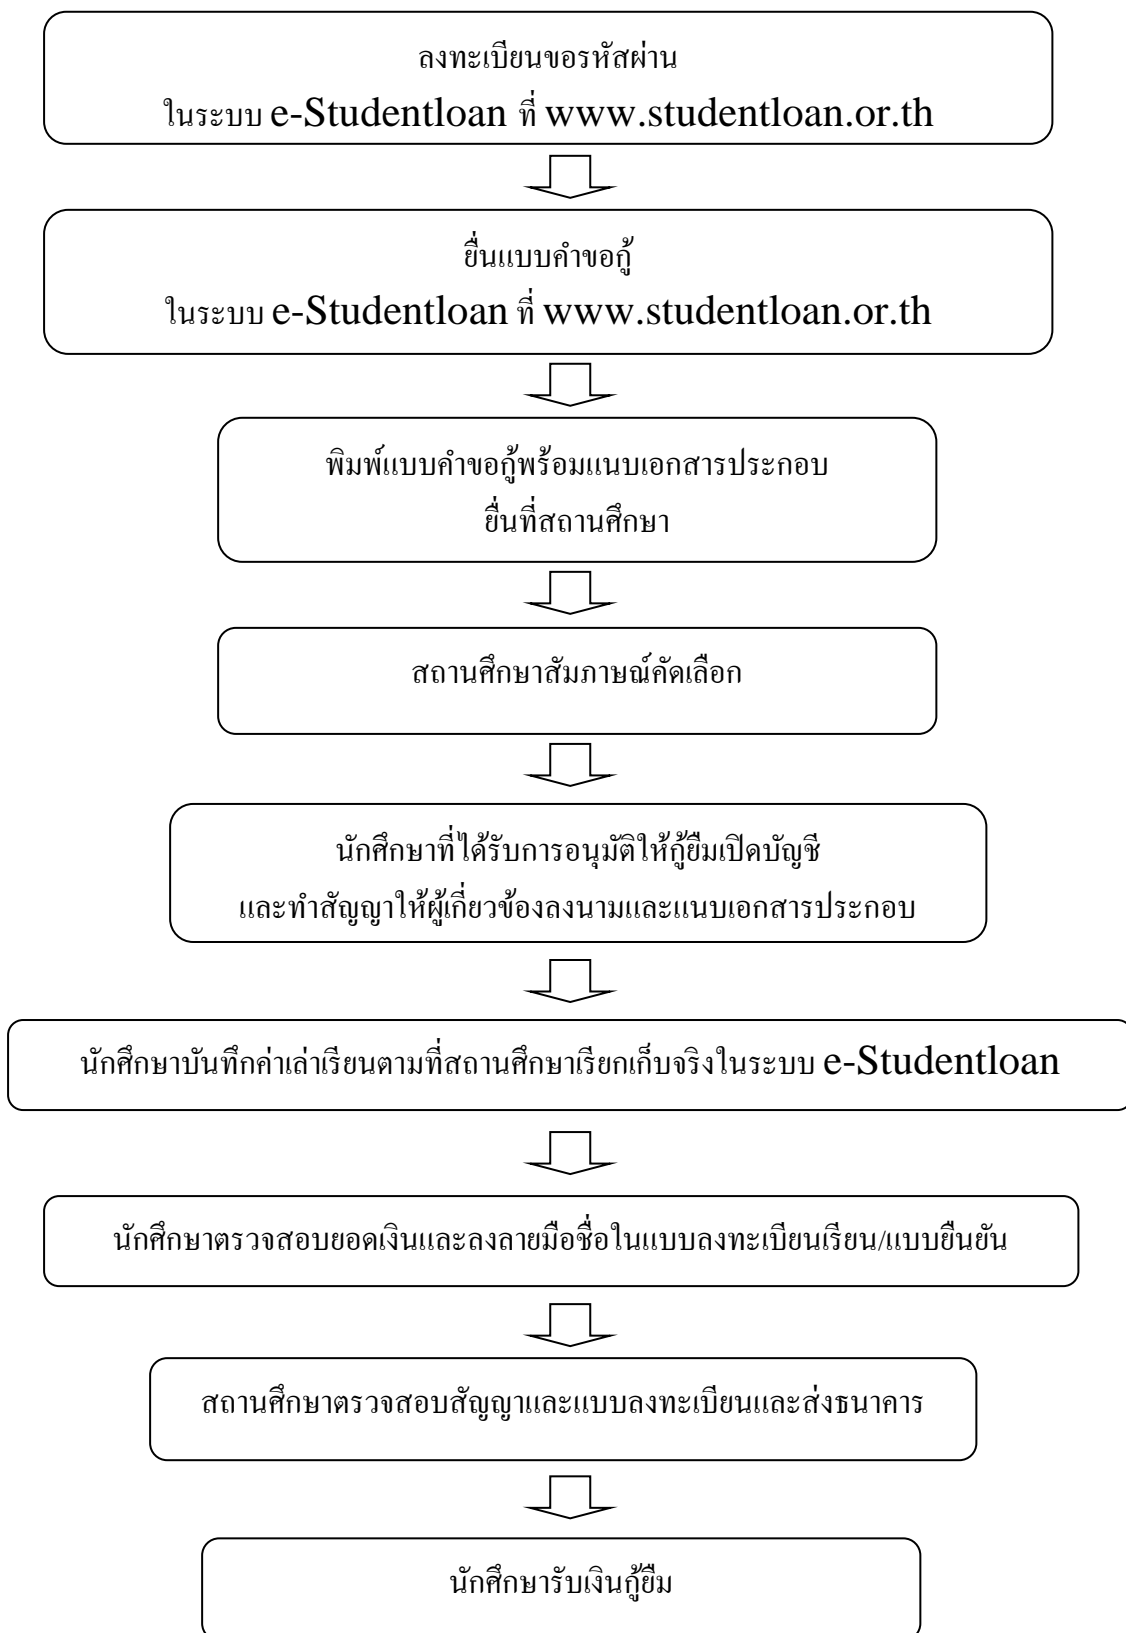 ลงทะเบียนขอรหัสผ่าน
ในระบบ e-Studentloan ที่ www.studentloan.or.th
ยื่นแบบคำขอกู้
ในระบบ e-Studentloan ที่ www.studentloan.or.th
พิมพ์แบบคำขอกู้พร้อมแนบเอกสารประกอบ
ยื่นที่สถานศึกษา
สถานศึกษาสัมภาษณ์คัดเลือก
นักศึกษาที่ได้รับการอนุมัติให้กู้ยืมเปิดบัญชี
และทำสัญญาให้ผู้เกี่ยวข้องลงนามและแนบเอกสารประกอบ
นักศึกษาบันทึกค่าเล่าเรียนตามที่สถานศึกษาเรียกเก็บจริงในระบบ e-Studentloan
นักศึกษาตรวจสอบยอดเงินและลงลายมือชื่อในแบบลงทะเบียนเรียน/แบบยืนยัน
สถานศึกษาตรวจสอบสัญญาและแบบลงทะเบียนและส่งธนาคาร
นักศึกษารับเงินกู้ยืม